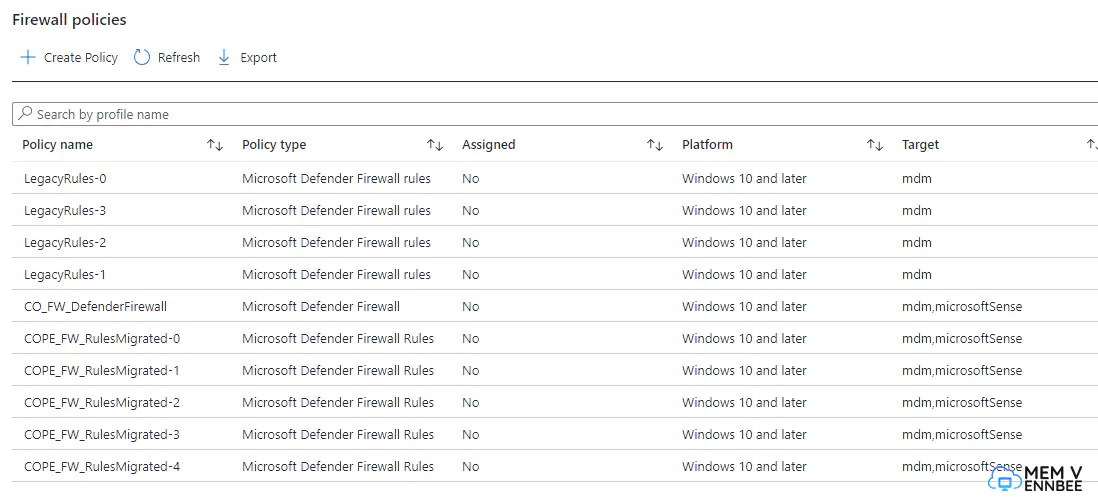 Firewall policies
Create Policy Refresh Export
Search by profile name
Policy name Policy type Assigned Platform Target
LegacyRules-0 Microsoft Defender Firewall rules No Windows 10 and later mdm
LegacyRules-3 Microsoft Defender Firewall rules No Windows 10 and later mdm
LegacyRules-2 Microsoft Defender Firewall rules No Windows 10 and later mdm
LegacyRules-1 Microsoft Defender Firewall rules No Windows 10 and later mdm
CO_FW_DefenderFirewall Microsoft Defender Firewall No Windows 10 and later mdm,microsoftSense
COPE_FW_RulesMigrated-0 Microsoft Defender Firewall Rules No Windows 10 and later mdm,microsoftSense
COPE_FW_RulesMigrated-1 Microsoft Defender Firewall Rules No Windows 10 and later mdm,microsoftSense
COPE_FW_RulesMigrated-2 Microsoft Defender Firewall Rules No Windows 10 and later mdm,microsoftSense
COPE_FW_RulesMigrated-3 Microsoft Defender Firewall Rules No Windows 10 and later mdm,microsoftSense
COPE_FW_RulesMigrated-4 Microsoft Defender Firewall Rules No Windows 10 and later mdm,microsoftSense
MEM V
ENNBEE